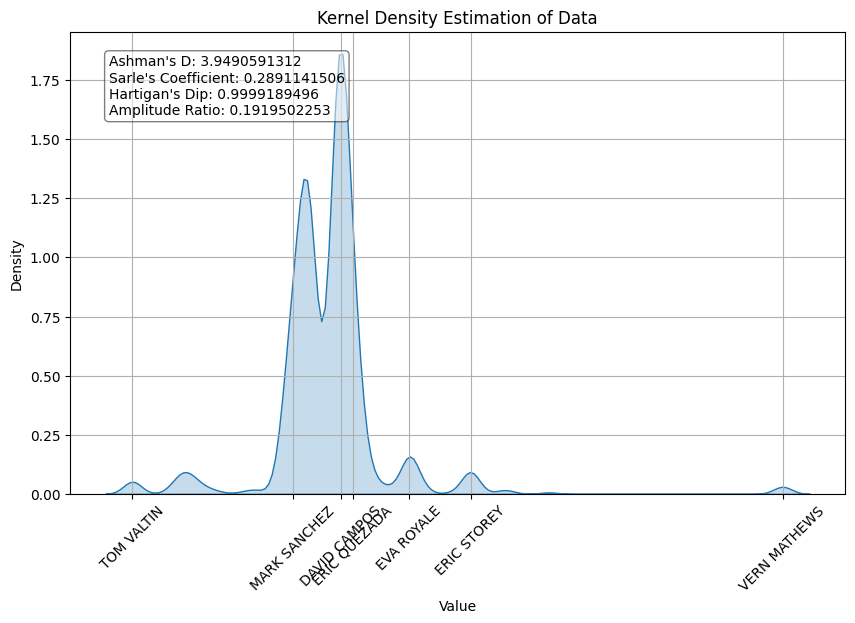 Kernel Density Estimation of Data
Ashman's D: 3.9490591312
Sarle's Coefficient: 0.2891141506
Hartigan's Dip: 0.9999189496
Amplitude Ratio: 0.1919502253
Density
1.75
1.50
1.25
1.00
0.75
0.50
0.25
0.00
TOM VALTIN
MARK SANCHEZ
DAVID CAMPOS
ERIC QUEZADA
EVA ROYALE
ERIC STOREY
VERN MATHEWS
Value